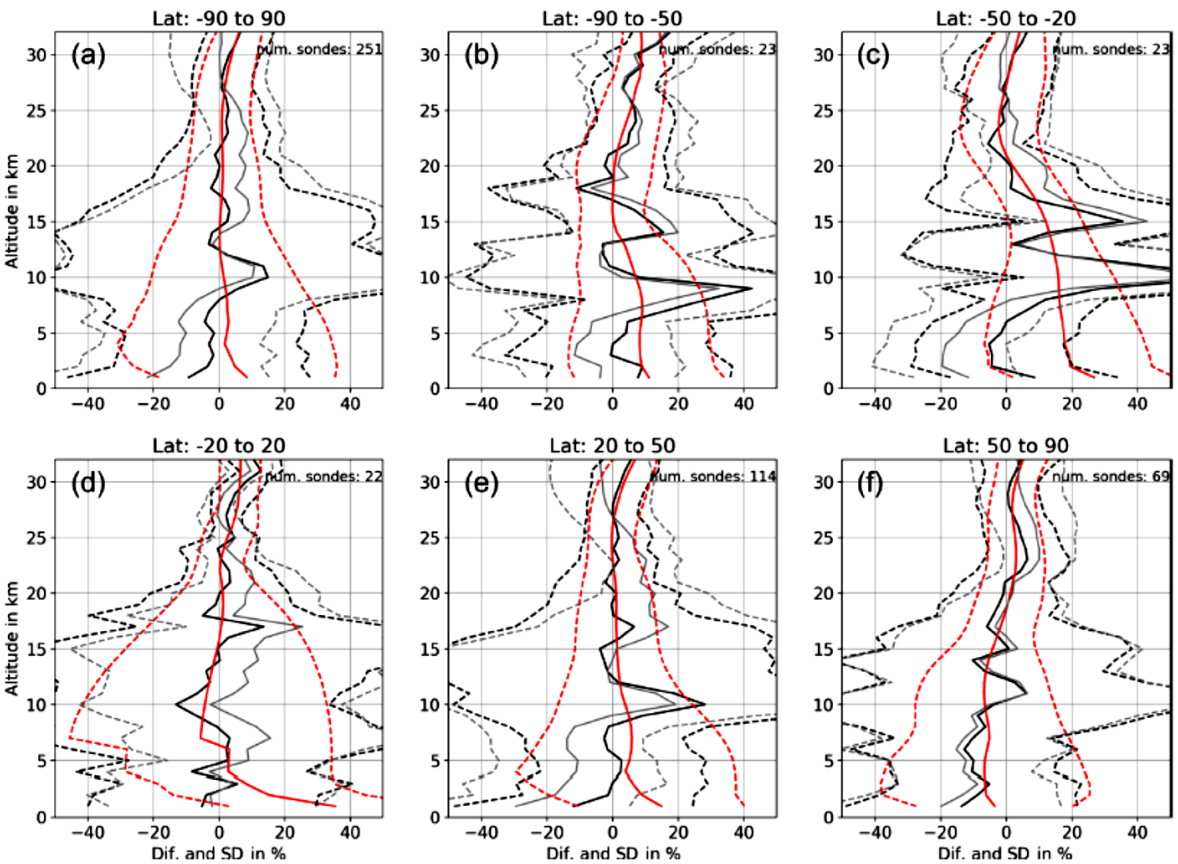 Lat: -90 to 90
Lat: -90 to -50
Lat: -50 to -20
(a)
num. sondes: 251
(b)
num. sondes: 23
(c)
num. sondes: 23
30
25
20
15
10
5
0
Altitude in km
−40 −20 0 20 40
−40 −20 0 20 40
−40 −20 0 20 40
30
25
20
15
10
5
0
30
25
20
15
10
5
0
Lat: -20 to 20
Lat: 20 to 50
Lat: 50 to 90
(d)
num. sondes: 22
(e)
num. sondes: 114
(f)
num. sondes: 69
30
25
20
15
10
5
0
Altitude in km
−40 −20 0 20 40
Dif. and SD in %
30
25
20
15
10
5
0
−40 −20 0 20 40
Dif. and SD in %
30
25
20
15
10
5
0
−40 −20 0 20 40
Dif. and SD in %